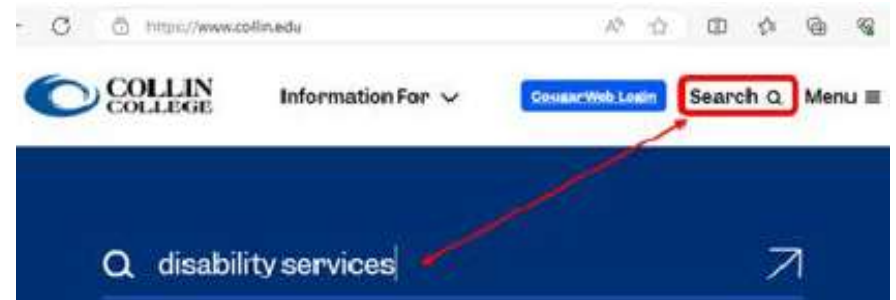 https://www.collin.edu
COLLIN
COLLEGE
Information For
CougarWeb Login
Search
Menu
disability services